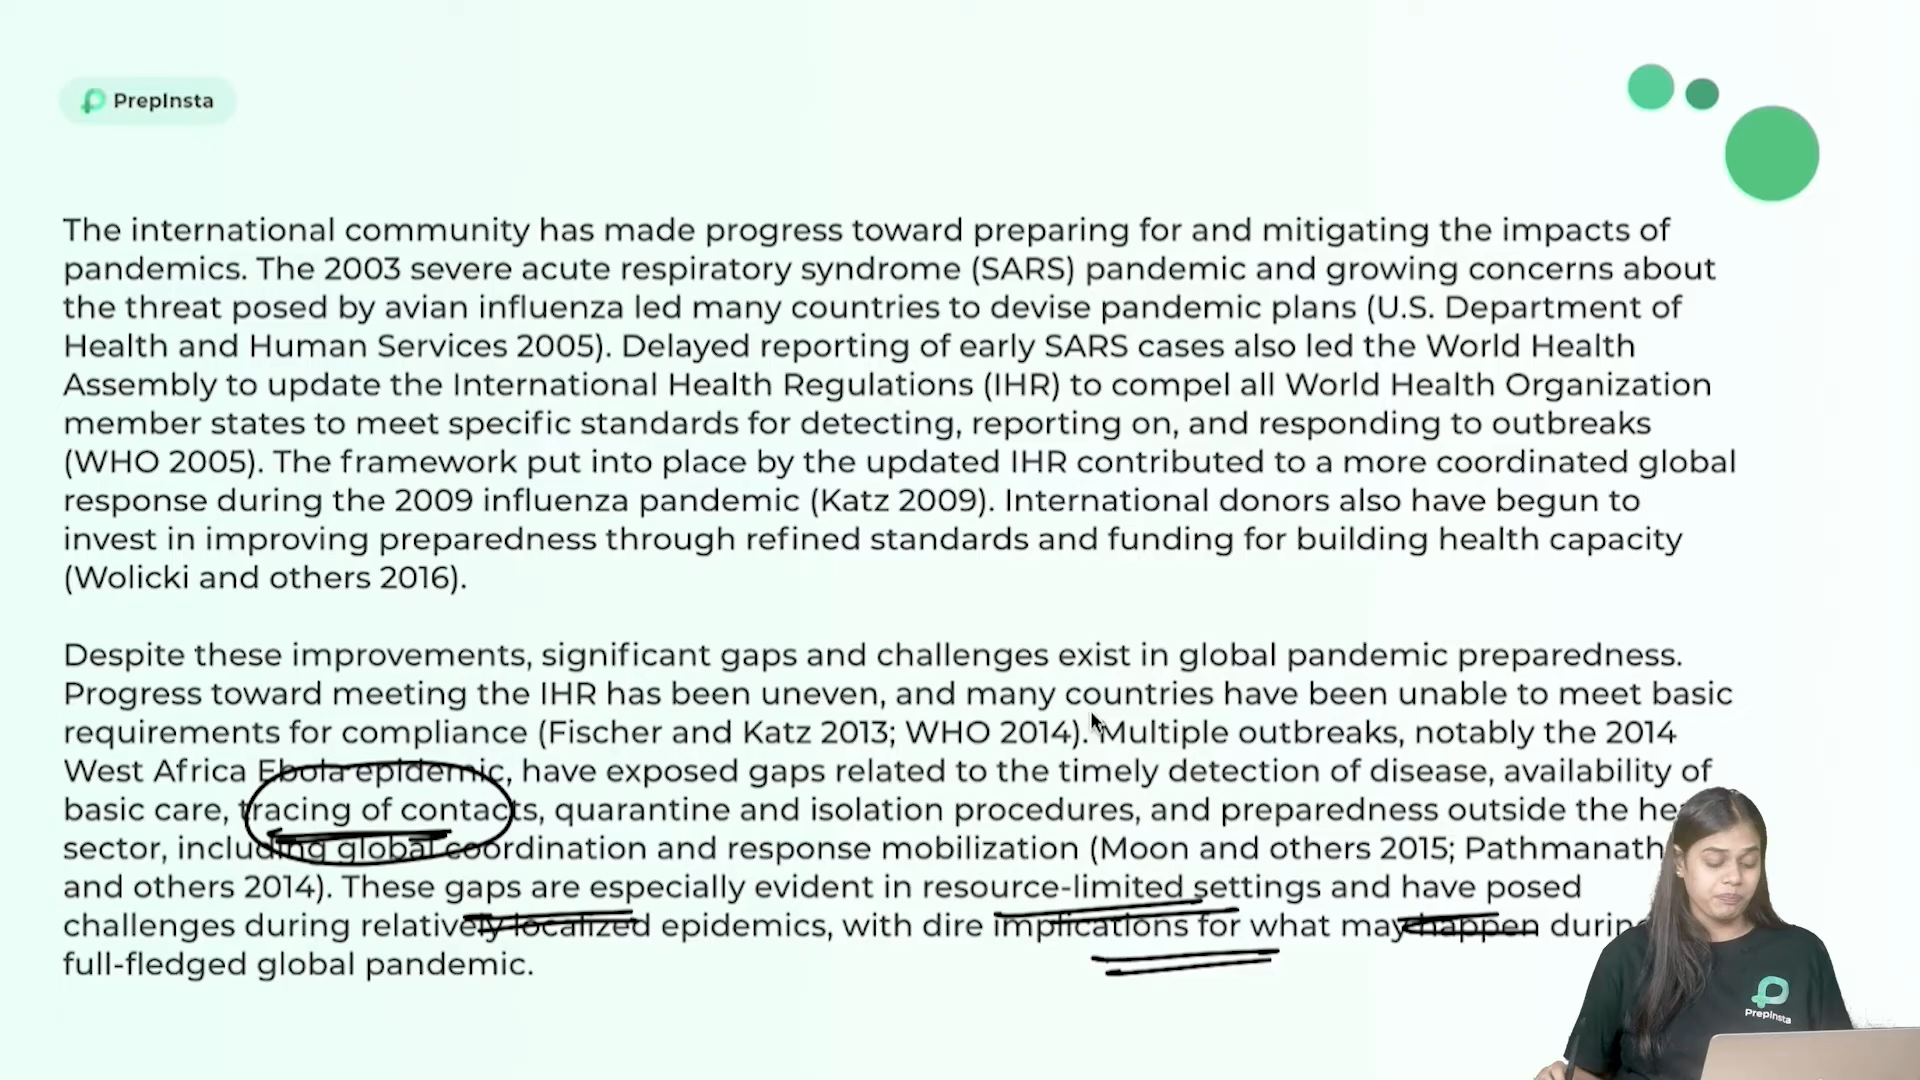 PrepInsta
The international community has made progress toward preparing for and mitigating the impacts of
pandemics. The 2003 severe acute respiratory syndrome (SARS) pandemic and growing concerns about
the threat posed by avian influenza led many countries to devise pandemic plans (U.S. Department of
Health and Human Services 2005). Delayed reporting of early SARS cases also led the World Health
Assembly to update the International Health Regulations (IHR) to compel all World Health Organization
member states to meet specific standards for detecting, reporting on, and responding to outbreaks
(WHO 2005). The framework put into place by the updated IHR contributed to a more coordinated global
response during the 2009 influenza pandemic (Katz 2009). International donors also have begun to
invest in improving preparedness through refined standards and funding for building health capacity
(Wolicki and others 2016).
Despite these improvements, significant gaps and challenges exist in global pandemic preparedness.
Progress toward meeting the IHR has been uneven, and many countries have been unable to meet basic
requirements for compliance (Fischer and Katz 2013; WHO 2014). Multiple outbreaks, notably the 2014
West Africa Ebola epidemic, have exposed gaps related to the timely detection of disease, availability of
basic care, tracing of contacts, quarantine and isolation procedures, and preparedness outside the
sector, including global coordination and response mobilization (Moon and others 2015;
and others 2014). These gaps are especially evident in resource-limited settings and have posed
challenges during relatively localized epidemics, with dire implications for what may happen
full-fledged global pandemic.
PrepInsta